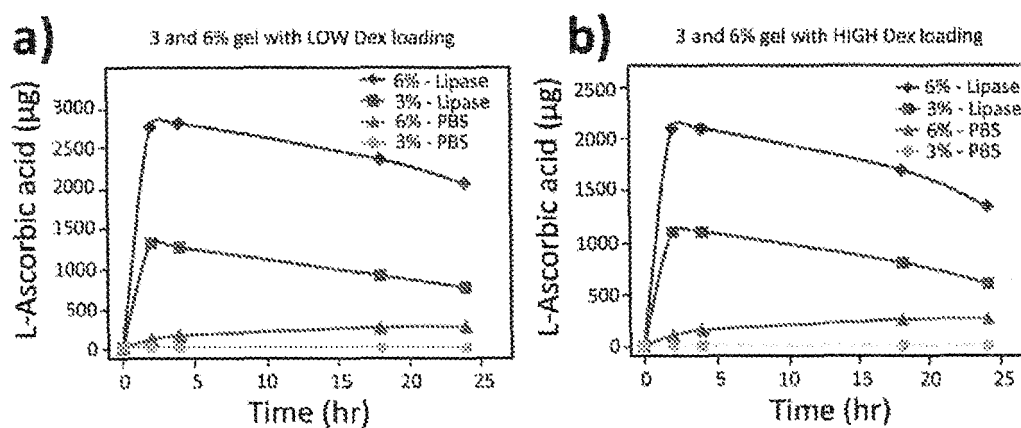 a)
3 and 6% gel with LOW Dex loading
6% - Lipase
3% - Lipase
6% - PBS
3% - PBS
L-Ascorbic acid (µg)
3000
2500
2000
1500
1000
500
0
0 5 10 15 20 25
Time (hr)
b)
3 and 6% gel with HIGH Dex loading
6% - Lipase
3% - Lipase
6% - PBS
3% - PBS
L-Ascorbic acid (µg)
2500
2000
1500
1000
500
0
0 5 10 15 20 25
Time (hr)